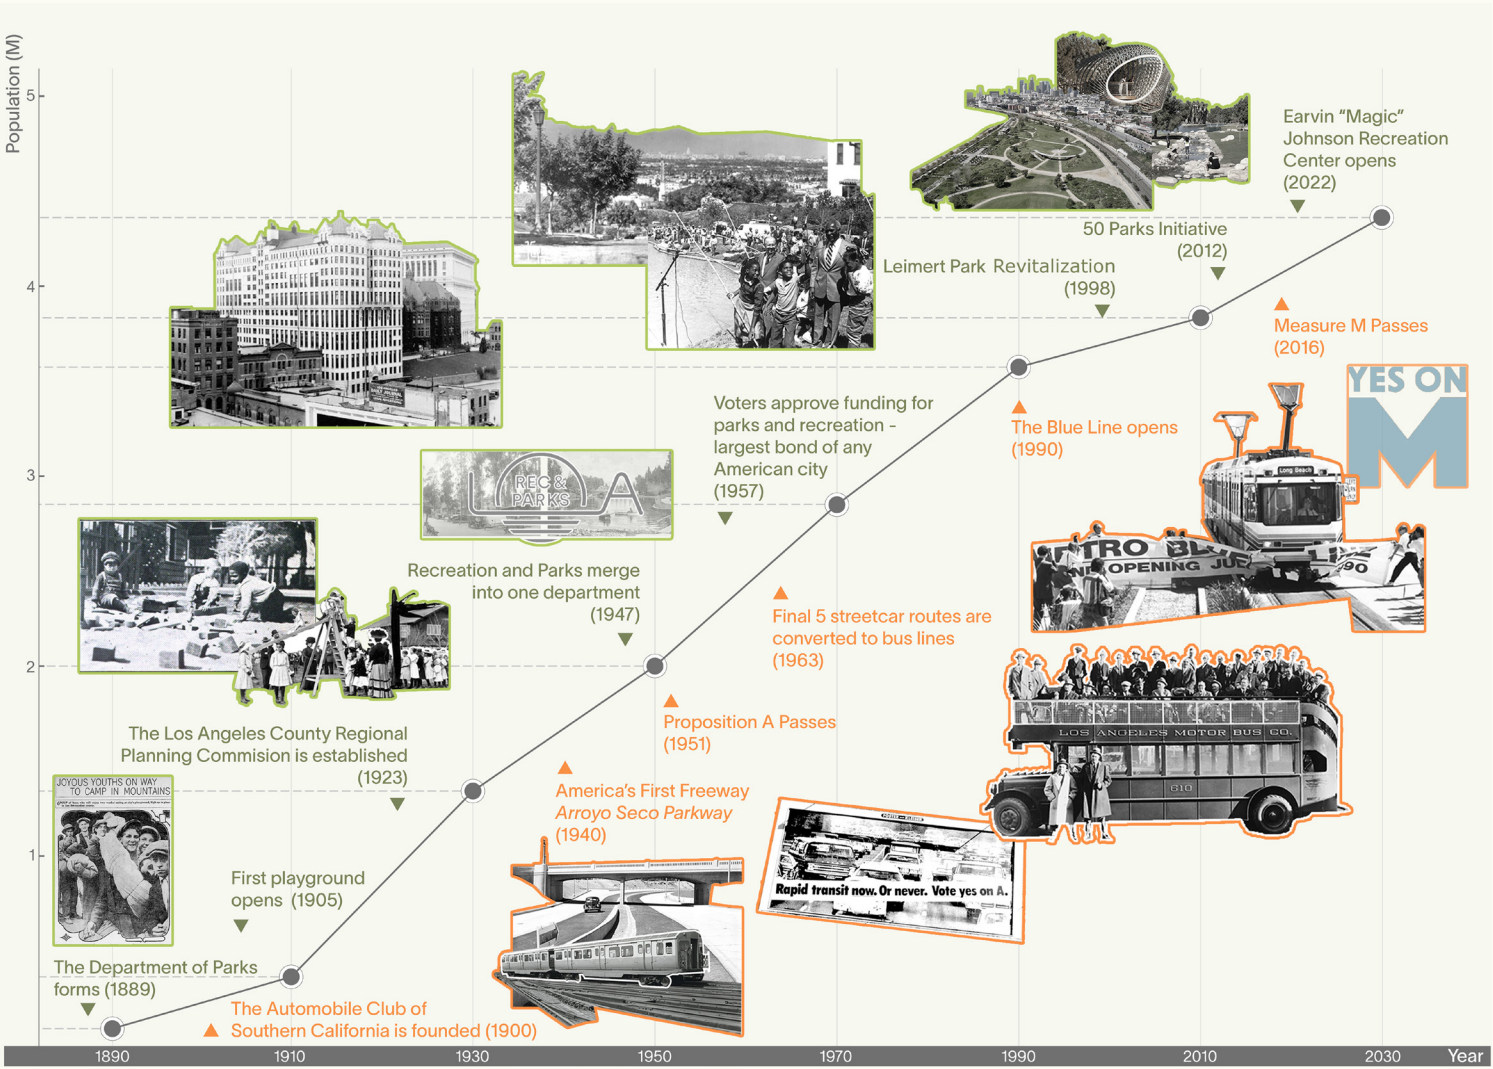 Population (M)
5
4
3
2
1
Earvin “Magic”
Johnson Recreation
Center opens
(2022)
50 Parks Initiative
(2012)
Leimert Park Revitalization
(1998)
Measure M Passes
(2016)
YES ON
M
The Blue Line opens
(1990)
Long Beach
Voters approve funding for
parks and recreation -
largest bond of any
American city
(1957)
L REC & A
PARKS
Recreation and Parks merge
into one department
(1947)
Final 5 streetcar routes are
converted to bus lines
(1963)
Proposition A Passes
(1951)
LOS ANGELES MOTOR BUS CO.
610
The Los Angeles County Regional
Planning Commision is established
(1923)
America’s First Freeway
Arroyo Seco Parkway
(1940)
JOYOUS YOUTHS ON WAY
TO CAMP IN MOUNTAINS
Rapid transit now. Or never. Vote yes on A.
First playground
opens (1905)
The Department of Parks
forms (1889)
The Automobile Club of
Southern California is founded (1900)
1890 1910 1930 1950 1970 1990 2010 2030 Year